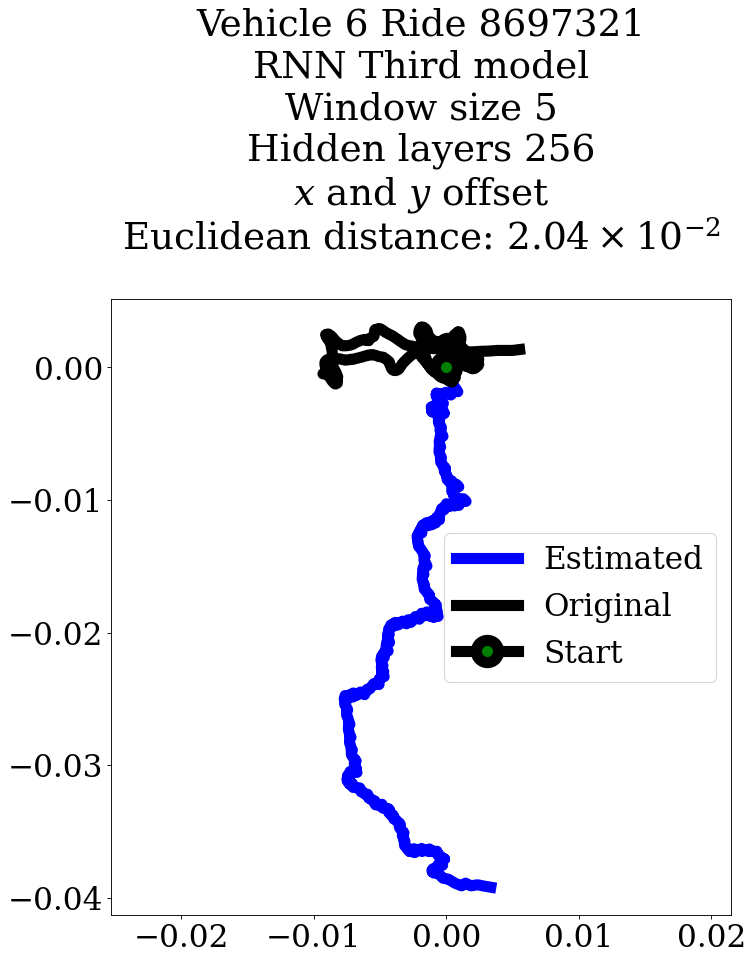 Vehicle 6 Ride 8697321
RNN Third model
Window size 5
Hidden layers 256
x and y offset
Euclidean distance: 2.04 × 10⁻²
0.00
−0.01
−0.02
−0.03
−0.04
Estimated
Original
Start
−0.02 −0.01 0.00 0.01 0.02